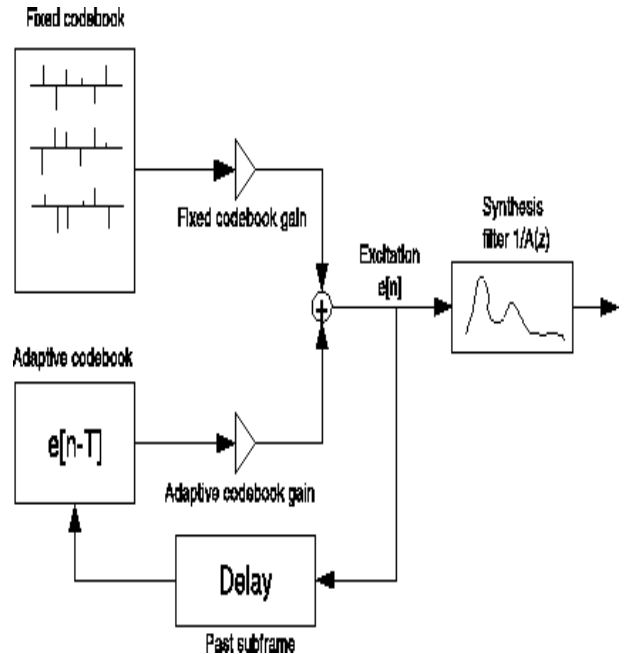 Fixed codebook
Fixed codebook gain
Synthesis
filter 1/A(z)
Excitation
e[n]
+
Adaptive codebook
e[n-T]
Adaptive codebook gain
Delay
Past subframe